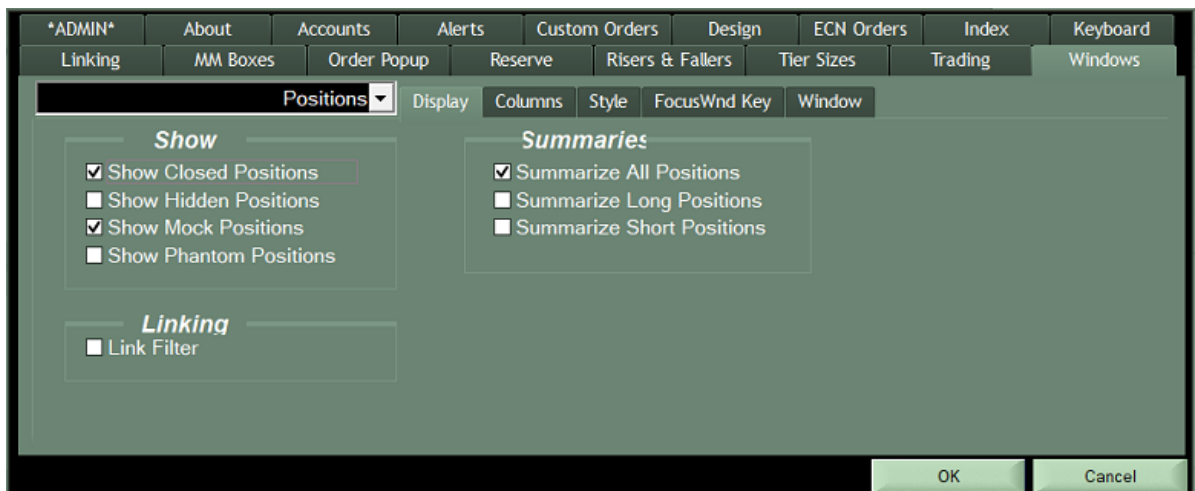 *ADMIN* About Accounts Alerts Custom Orders Design ECN Orders Index Keyboard
Linking MM Boxes Order Popup Reserve Risers & Fallers Tier Sizes Trading Windows
Positions Display Columns Style FocusWnd Key Window
Show Summaries
Show Closed Positions Summarize All Positions
Show Hidden Positions Summarize Long Positions
Show Mock Positions Summarize Short Positions
Show Phantom Positions
Linking
Link Filter
OK Cancel